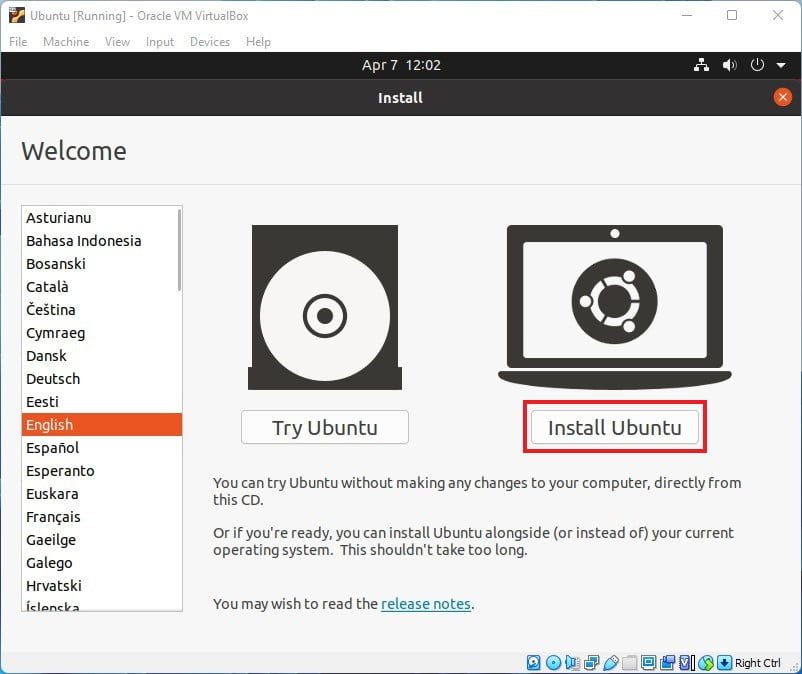 Ubuntu [Running] - Oracle VM VirtualBox
File Machine View Input Devices Help
Apr 7 12:02
Install
Welcome
Asturianu
Bahasa Indonesia
Bosanski
Català
Čeština
Cymraeg
Dansk
Deutsch
Eesti
English
Español
Esperanto
Euskara
Français
Gaeilge
Galego
Hrvatski
Íslenska
Try Ubuntu
Install Ubuntu
You can try Ubuntu without making any changes to your computer, directly from
this CD.
Or if you're ready, you can install Ubuntu alongside (or instead of) your current
operating system. This shouldn't take too long.
You may wish to read the release notes.
Right Ctrl